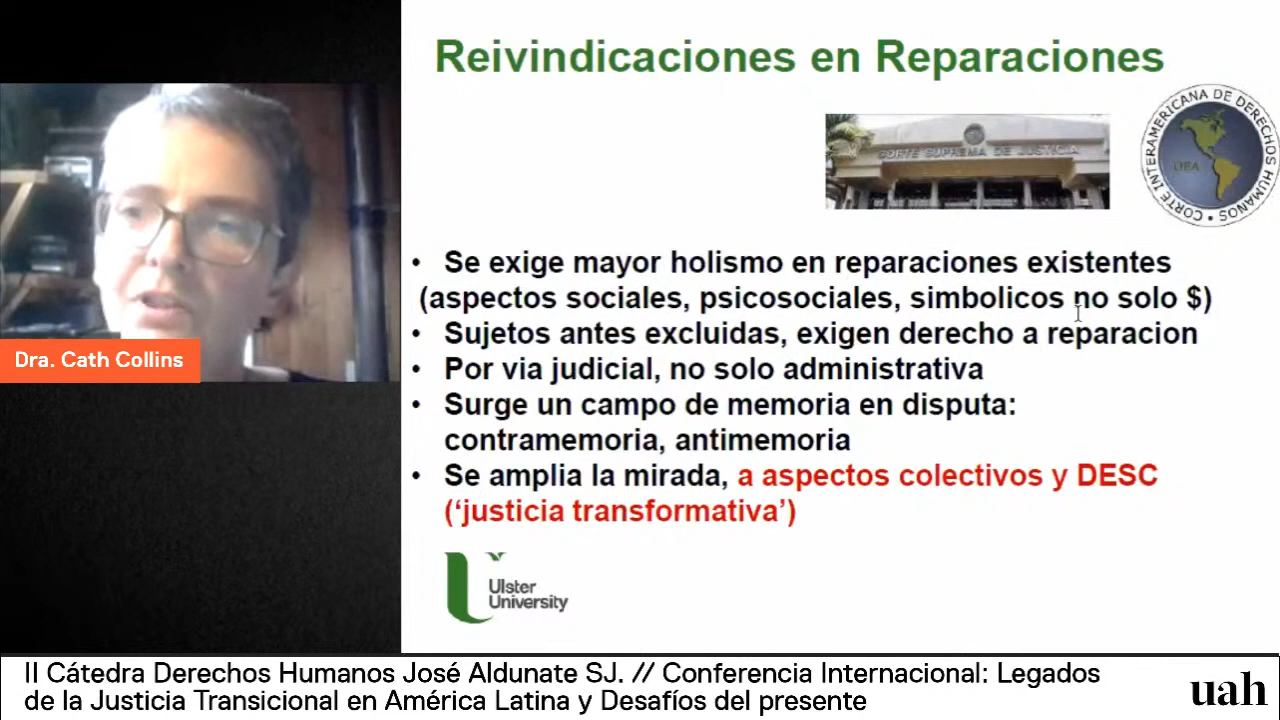 Reivindicaciones en Reparaciones
CORTE SUPREMA DE JUSTICIA
CORTE INTERAMERICANA DE DERECHOS HUMANOS •
OEA
• Se exige mayor holismo en reparaciones existentes
(aspectos sociales, psicosociales, simbolicos no solo $)
• Sujetos antes excluidas, exigen derecho a reparacion
• Por via judicial, no solo administrativa
• Surge un campo de memoria en disputa:
contramemoria, antimemoria
• Se amplia la mirada, a aspectos colectivos y DESC
(‘justicia transformativa’)
Dra. Cath Collins
Ulster
University
II Cátedra Derechos Humanos José Aldunate SJ. // Conferencia Internacional: Legados
de la Justicia Transicional en América Latina y Desafíos del presente
uah